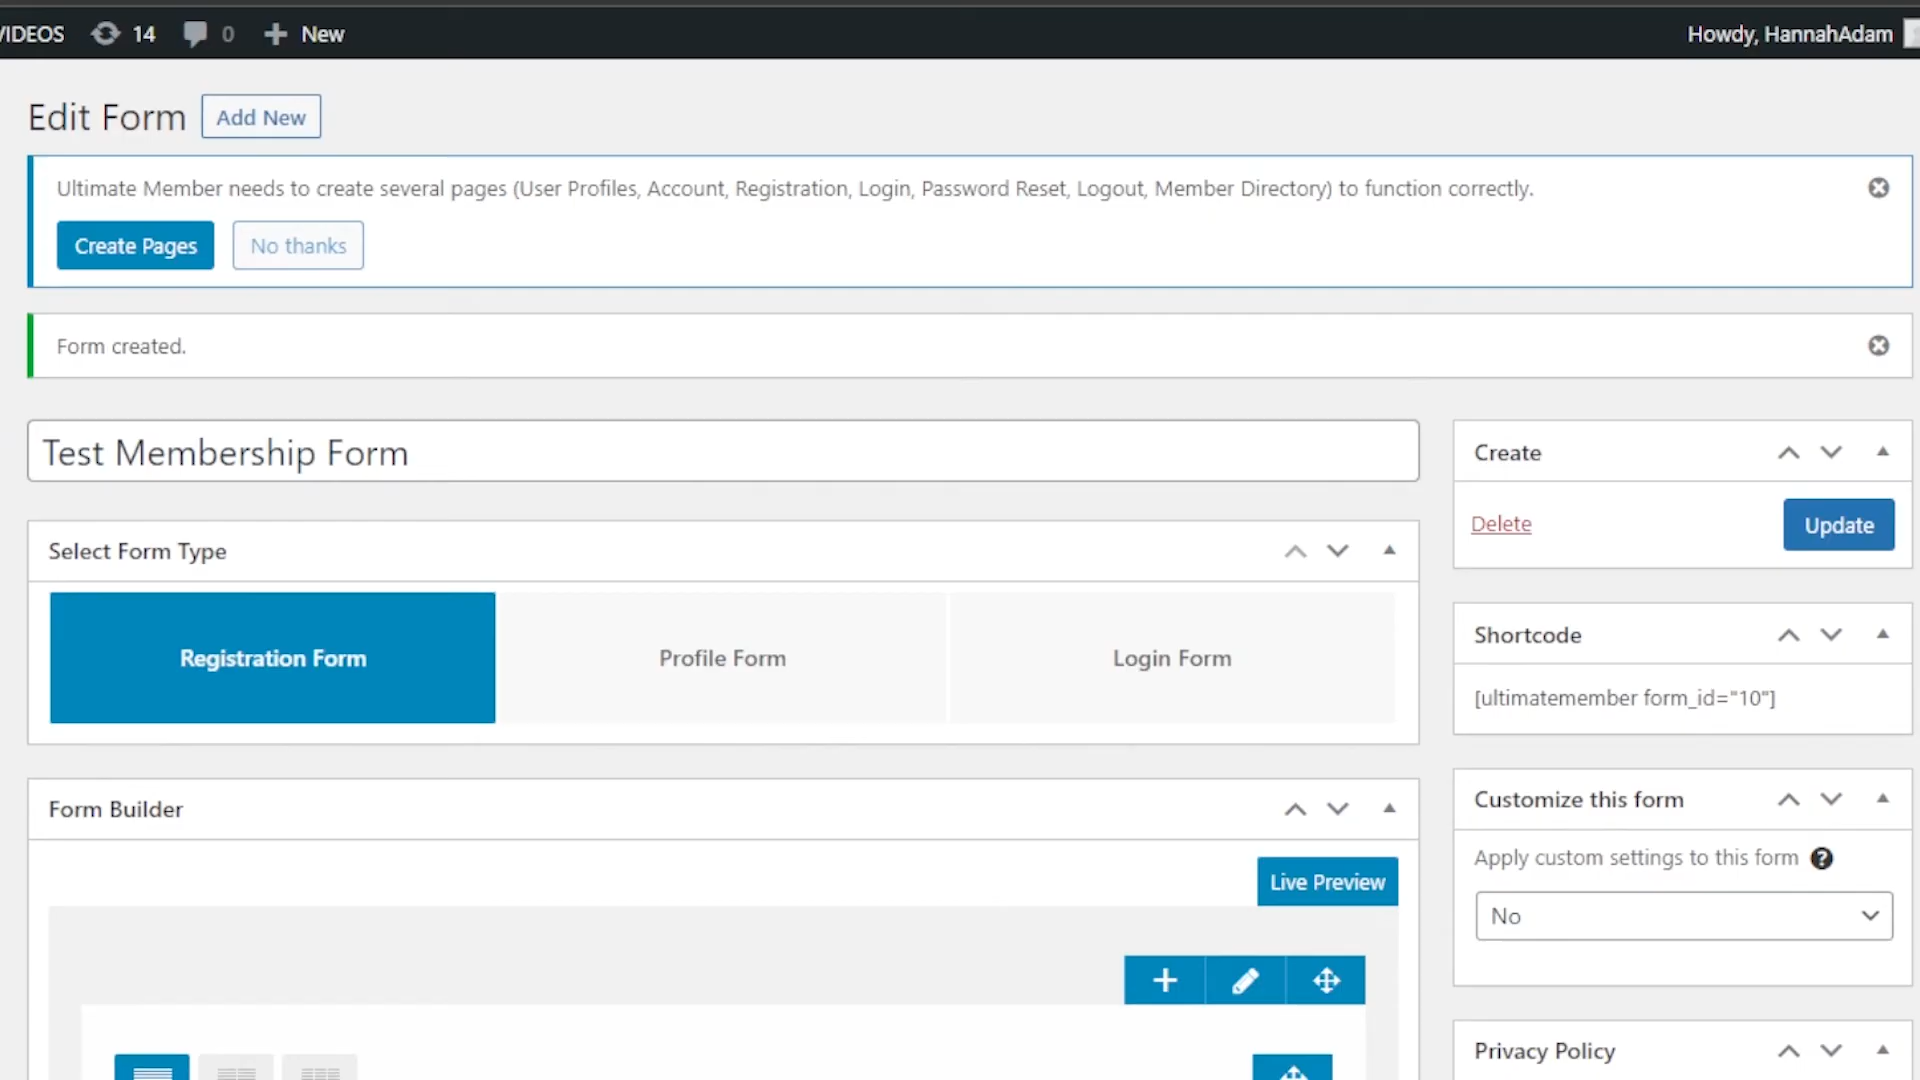 VIDEOS 14 0 New Howdy, HannahAdam
Edit Form Add New
Ultimate Member needs to create several pages (User Profiles, Account, Registration, Login, Password Reset, Logout, Member Directory) to function correctly.
Create Pages No thanks
Form created.
Test Membership Form
Select Form Type
Registration Form Profile Form Login Form
Form Builder
Live Preview
Create
Delete Update
Shortcode
[ultimatemember form_id="10"]
Customize this form
Apply custom settings to this form ?
No
Privacy Policy